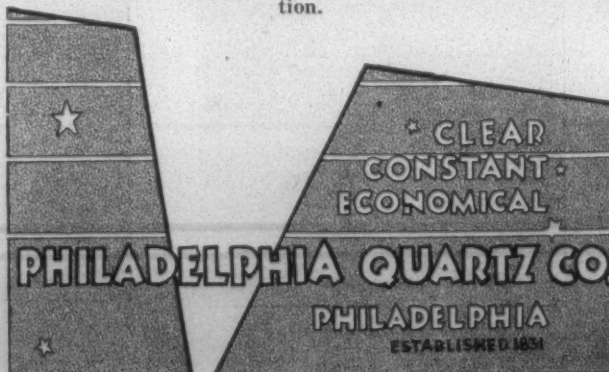 tion.
CLEAR
CONSTANT
ECONOMICAL
PHILADELPHIA QUARTZ CO.
PHILADELPHIA
ESTABLISHED 1831